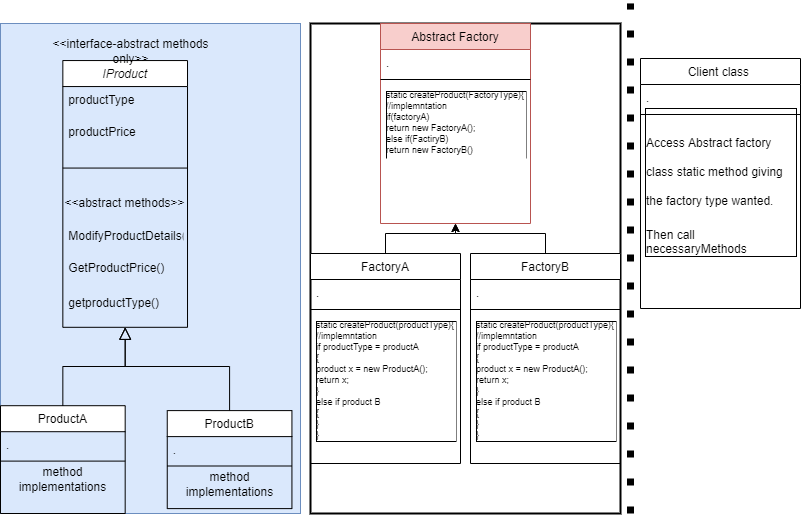 <<interface-abstract methods
only>>
IProduct
productType
productPrice
<<abstract methods>>
ModifyProductDetails(
GetProductPrice()
getproductType()
ProductA
.
method
implementations
ProductB
.
method
implementations
Abstract Factory
.
static createProduct(FactoryType){
//implemntation
if(factoryA)
return new FactoryA();
else if(FactiryB)
return new FactoryB()
FactoryA
.
static createProduct(productType){
//implemntation
if productType = productA
{
product x = new ProductA();
return x;
}
else if product B
{
}
}
FactoryB
.
static createProduct(productType){
//implemntation
if productType = productA
{
product x = new ProductA();
return x;
}
else if product B
{
}
}
Client class
.
Access Abstract factory
class static method giving
the factory type wanted.
Then call
necessaryMethods